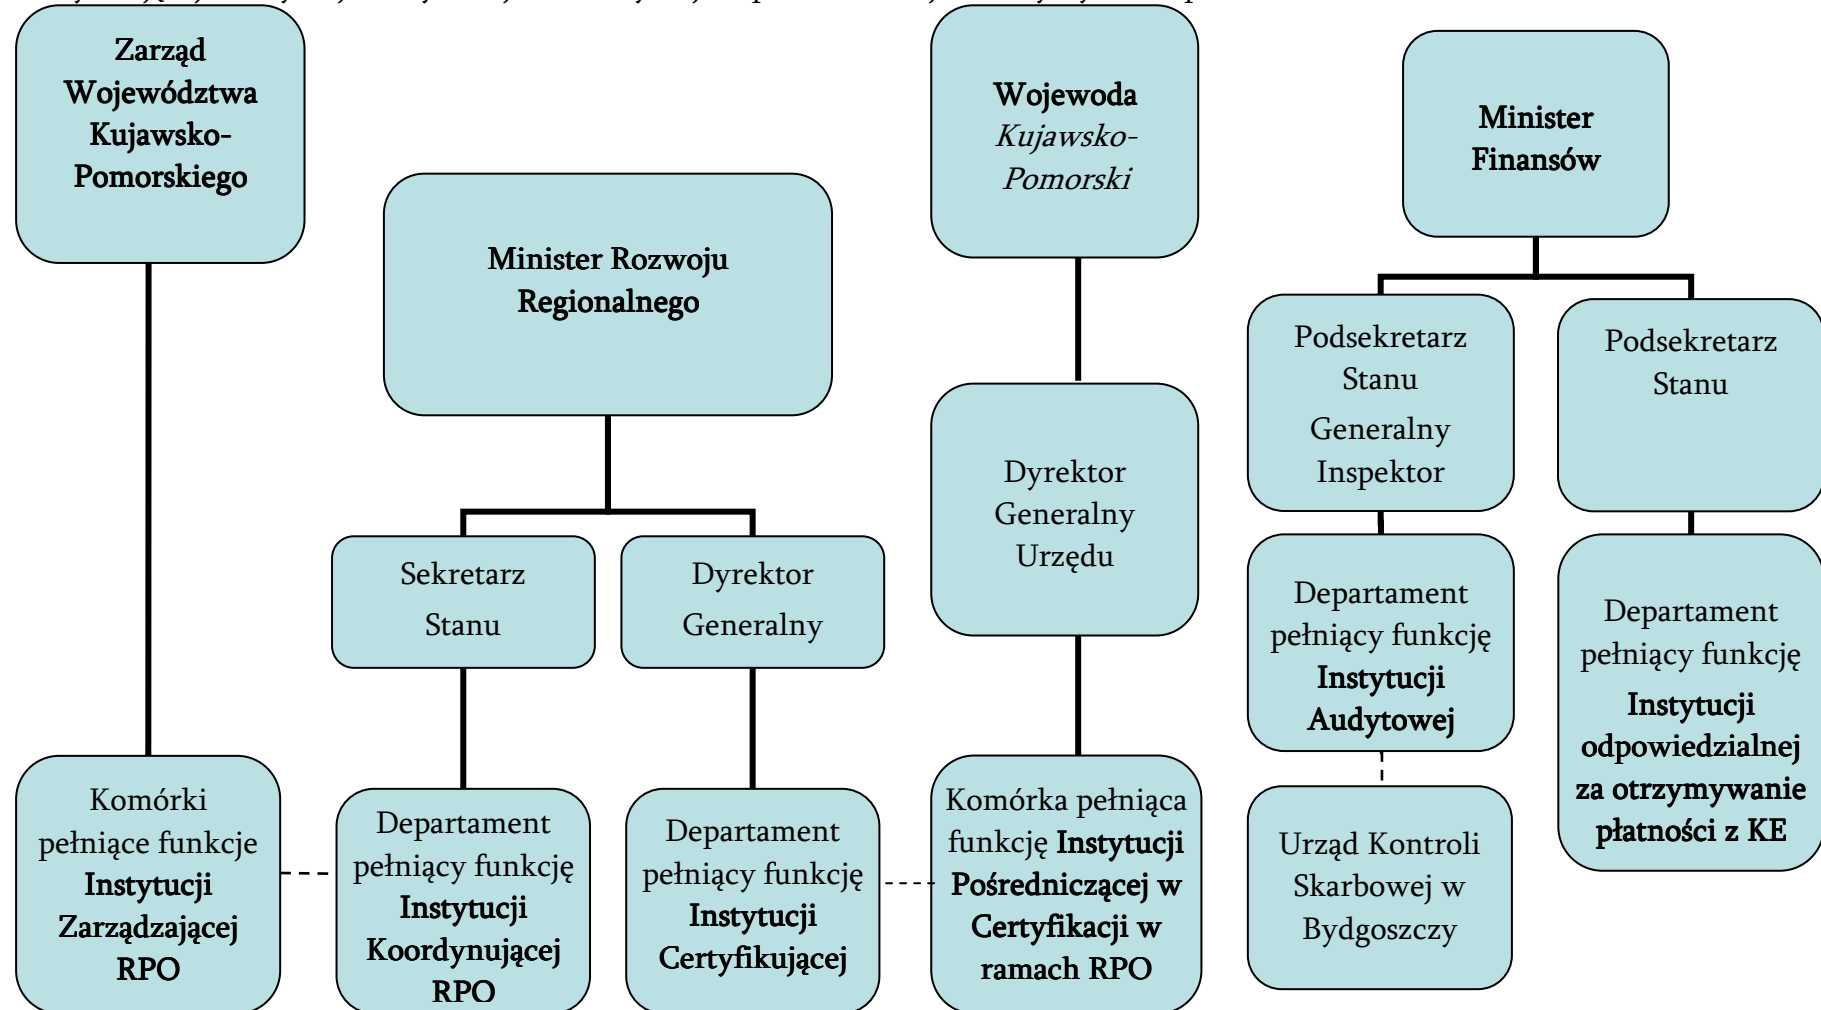 Zarząd
Województwa
Kujawsko-
Pomorskiego
Minister Rozwoju
Regionalnego
Wojewoda
Kujawsko-
Pomorski
Minister
Finansów
Podsekretarz
Stanu
Generalny
Inspektor
Podsekretarz
Stanu
Dyrektor
Generalny
Urzędu
Sekretarz
Stanu
Dyrektor
Generalny
Departament
pełniący funkcję
Instytucji
Audytowej
Departament
pełniący funkcję
Instytucji
odpowiedzialnej
za otrzymywanie
płatności z KE
Komórki
pełniące funkcje
Instytucji
Zarządzającej
RPO
Departament
pełniący funkcję
Instytucji
Koordynującej
RPO
Departament
pełniący funkcję
Instytucji
Certyfikującej
Komórka pełniąca
funkcję Instytucji
Pośredniczącej w
Certyfikacji w
ramach RPO
Urząd Kontroli
Skarbowej w
Bydgoszczy